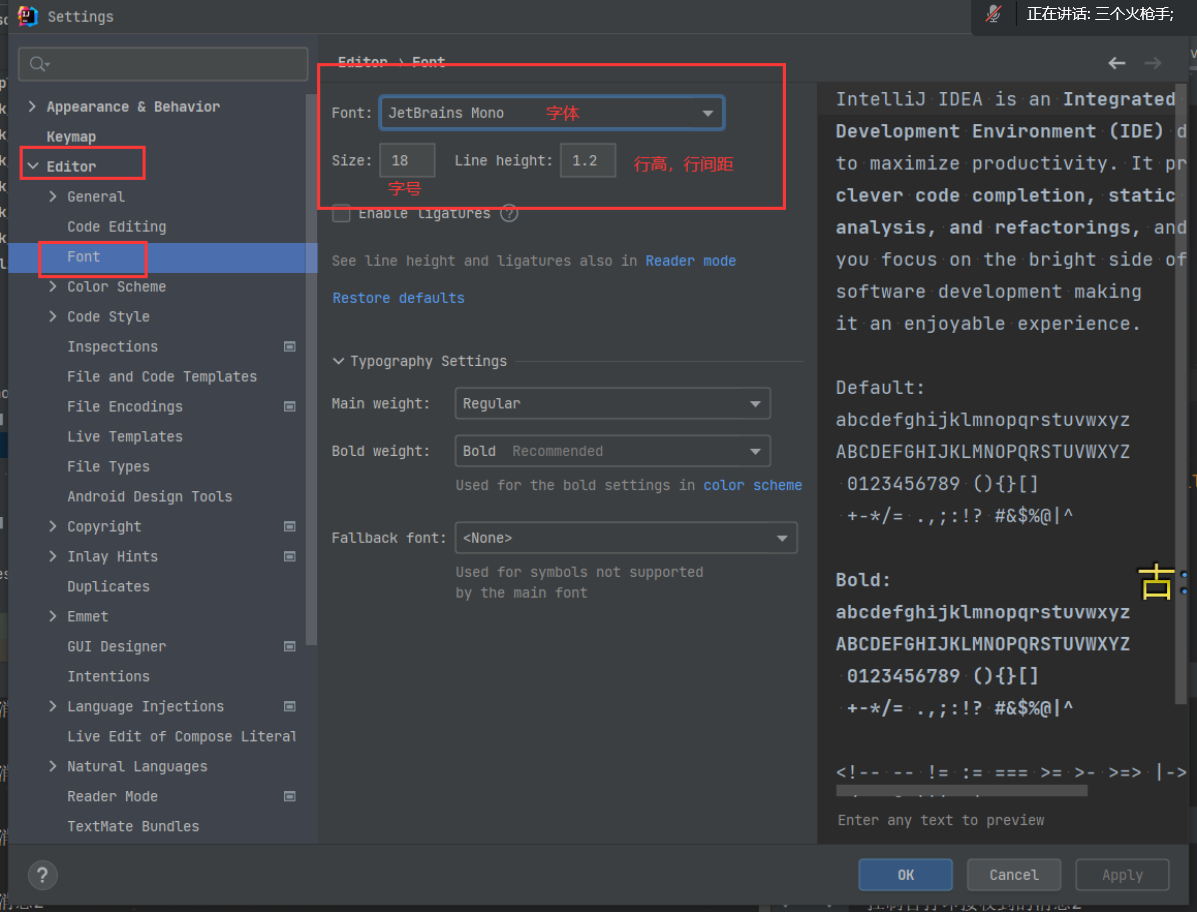 Settings
正在讲话: 三个火枪手;
Editor › Font
Appearance & Behavior
Keymap
Editor
General
Code Editing
Font
Color Scheme
Code Style
Inspections
File and Code Templates
File Encodings
Live Templates
File Types
Android Design Tools
Copyright
Inlay Hints
Duplicates
Emmet
GUI Designer
Intentions
Language Injections
Live Edit of Compose Literal
Natural Languages
Reader Mode
TextMate Bundles
Font: JetBrains Mono 字体
Size: 18 Line height: 1.2 行高，行间距
字号
Enable ligatures ?
See line height and ligatures also in Reader mode
Restore defaults
Typography Settings
Main weight: Regular
Bold weight: Bold Recommended
Used for the bold settings in color scheme
Fallback font: <None>
Used for symbols not supported
by the main font
IntelliJ IDEA is an Integrated
Development Environment (IDE) d
to maximize productivity. It pr
clever code completion, static
analysis, and refactorings, and
you focus on the bright side of
software development making
it an enjoyable experience.
Default:
abcdefghijklmnopqrstuvwxyz
ABCDEFGHIJKLMNOPQRSTUVWXYZ
0123456789 (){}[]
+-*/= .,;:!? #&$%@|^
古:
Bold:
abcdefghijklmnopqrstuvwxyz
ABCDEFGHIJKLMNOPQRSTUVWXYZ
0123456789 (){}[]
+-*/= .,;:!? #&$%@|^
<!-- -- != := === >= >- >=> |->
Enter any text to preview
?
OK
Cancel
Apply